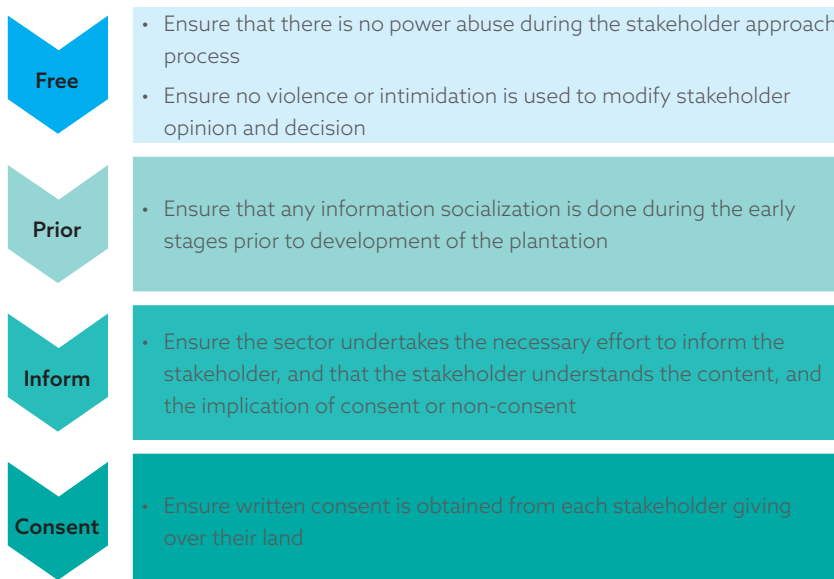 Free
• Ensure that there is no power abuse during the stakeholder approach
process
• Ensure no violence or intimidation is used to modify stakeholder
opinion and decision
Prior
• Ensure that any information socialization is done during the early
stages prior to development of the plantation
Inform
• Ensure the sector undertakes the necessary effort to inform the
stakeholder, and that the stakeholder understands the content, and
the implication of consent or non-consent
Consent
• Ensure written consent is obtained from each stakeholder giving
over their land